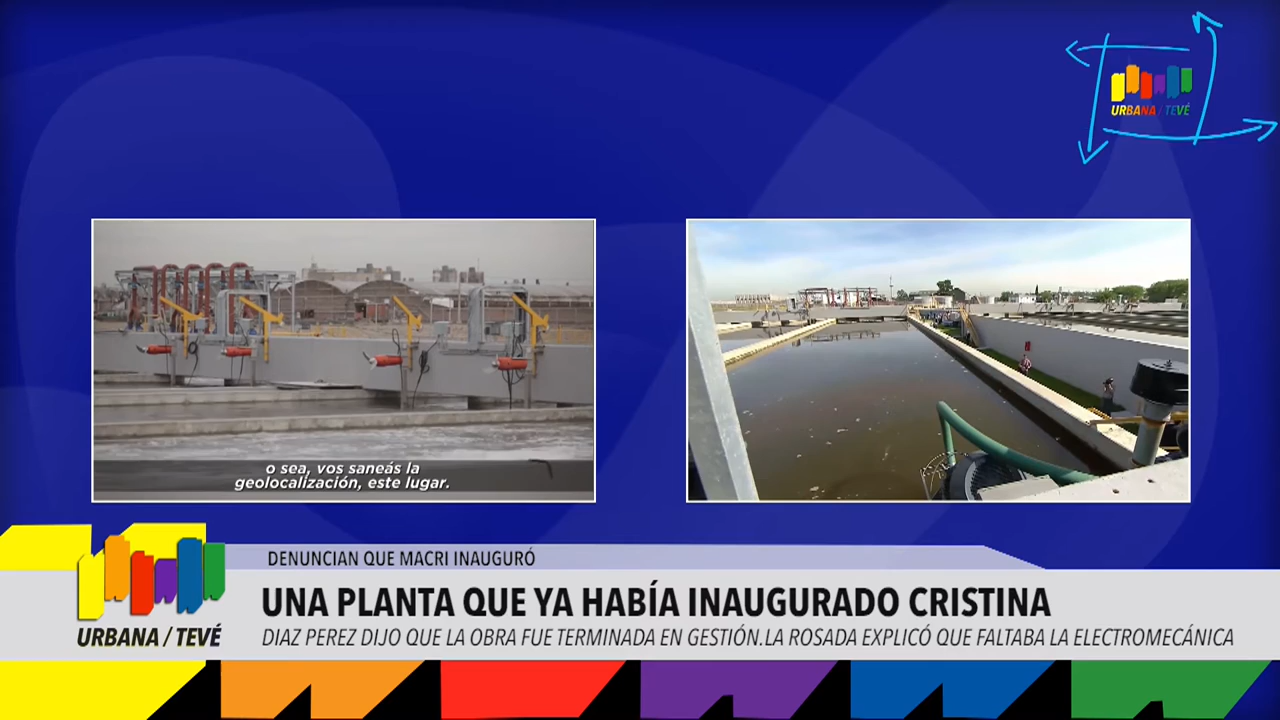 URBANA / TEVÉ
o sea, vos saneás la
geolocalización, este lugar.
DENUNCIAN QUE MACRI INAUGURÓ
UNA PLANTA QUE YA HABÍA INAUGURADO CRISTINA
DIAZ PEREZ DIJO QUE LA OBRA FUE TERMINADA EN GESTIÓN.LA ROSADA EXPLICÓ QUE FALTABA LA ELECTROMECÁNICA
URBANA / TEVÉ